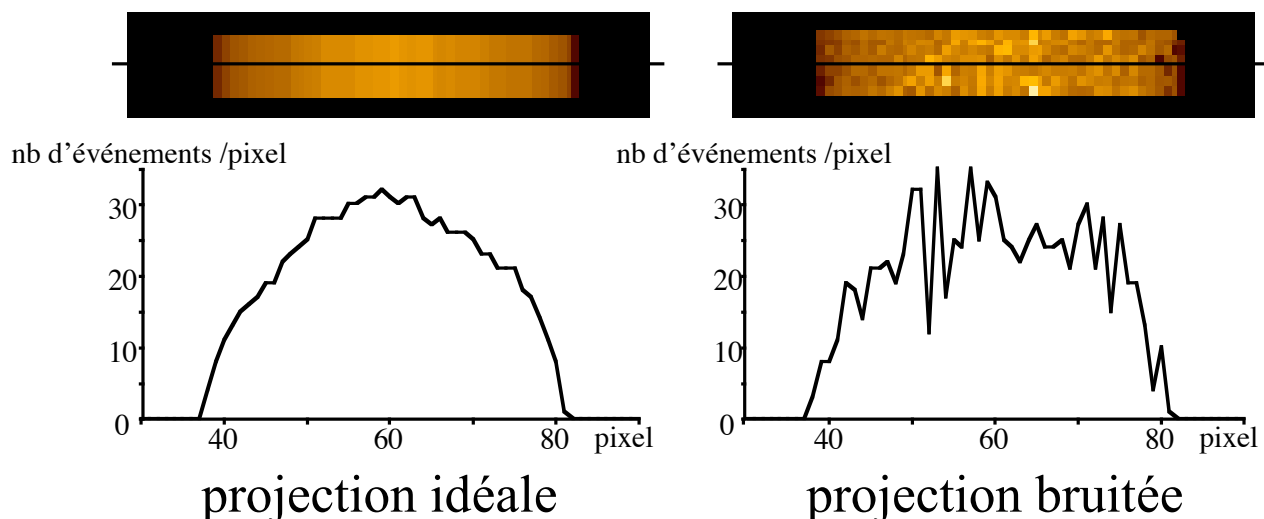 nb d’événements /pixel
30
20
10
0
40
60
80
pixel
projection idéale
nb d’événements /pixel
30
20
10
0
40
60
80
pixel
projection bruitée